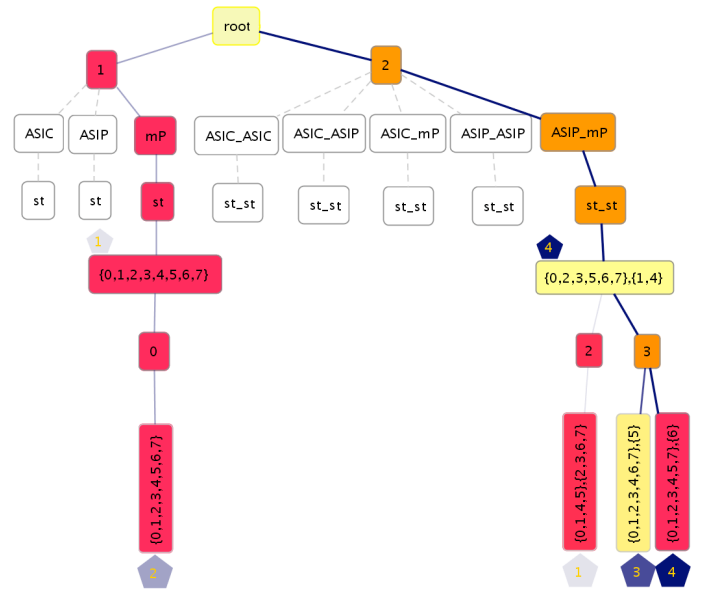 root
1
2
ASIC
ASIP
mP
ASIC_ASIC
ASIC_ASIP
ASIC_mP
ASIP_ASIP
ASIP_mP
st
st
st
st_st
st_st
st_st
st_st
st_st
1
4
{0,1,2,3,4,5,6,7}
{0,2,3,5,6,7},{1,4}
0
2
3
{0,1,2,3,4,5,6,7}
{0,1,4,5},{2,3,6,7}
{0,1,2,3,4,6,7},{5}
{0,1,2,3,4,5,7},{6}
2
1
3
4